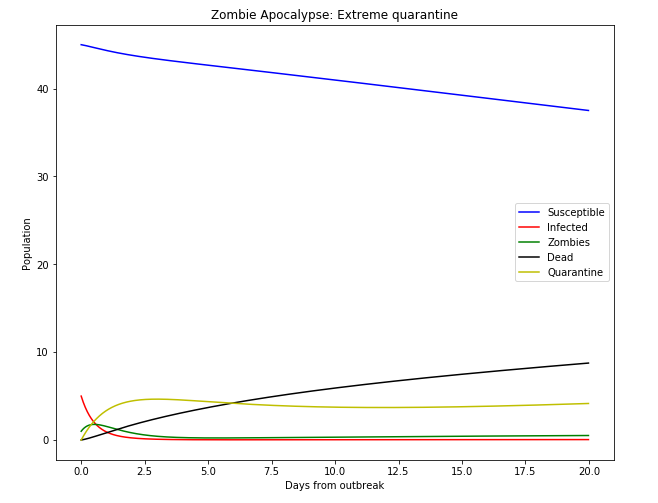 Zombie Apocalypse: Extreme quarantine
Population
40
30
20
10
0
Susceptible
Infected
Zombies
Dead
Quarantine
0.0 2.5 5.0 7.5 10.0 12.5 15.0 17.5 20.0
Days from outbreak